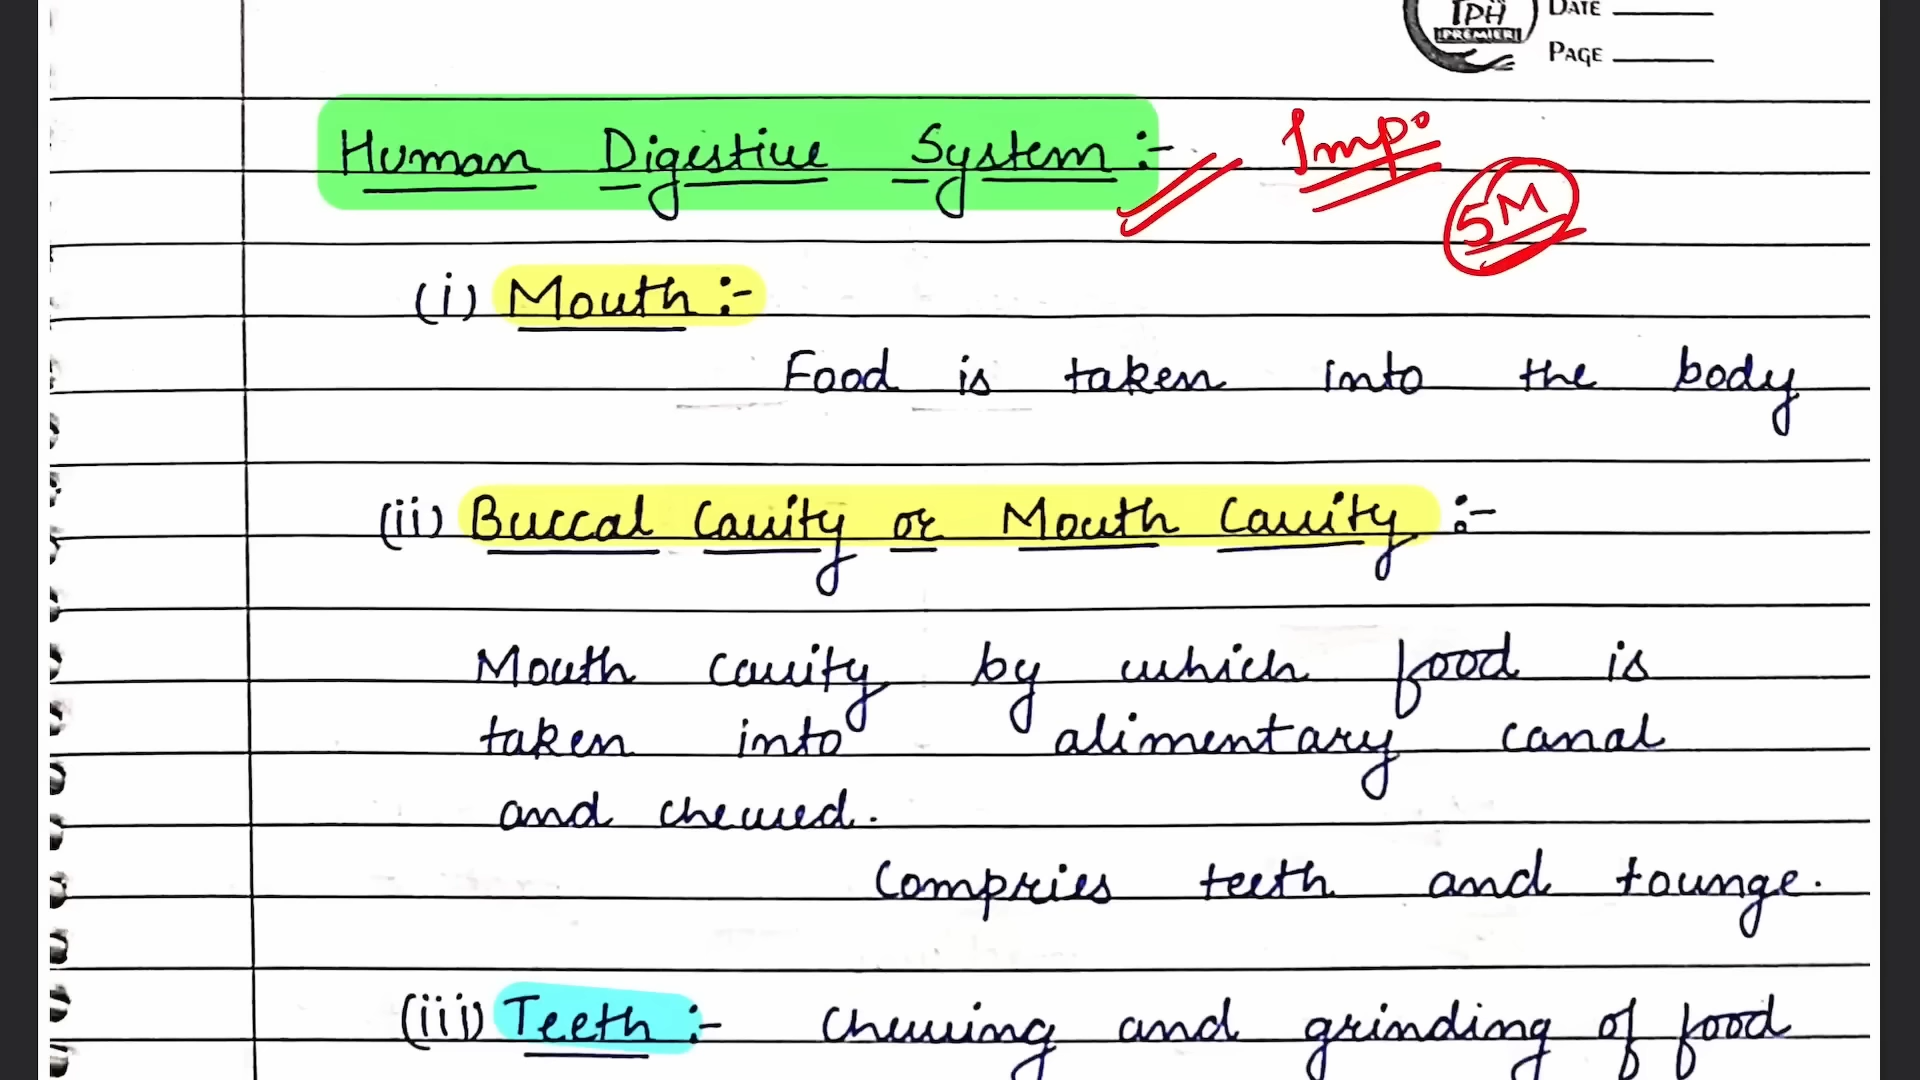 TPH
PREMIER
DATE
PAGE
Human Digestive System :-
Imp.
5M
(i) Mouth :-
Food is taken into the body
(ii) Buccal Cavity or Mouth Cavity :-
Mouth cavity by which food is
taken into alimentary canal
and chewed.
Compries teeth and tounge.
(iii) Teeth :- Chewing and grinding of food